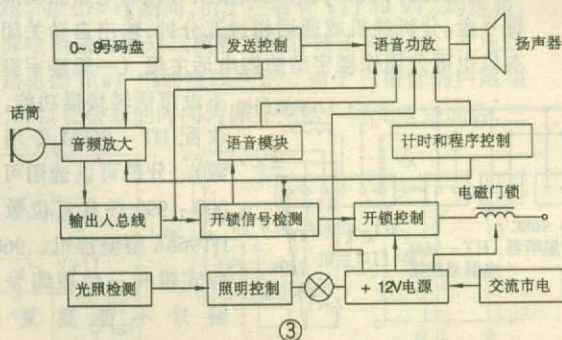 0~9号码盘
发送控制
语音功放
扬声器
话筒
音频放大
语音模块
计时和程序控制
电磁门锁
输出人总线
开锁信号检测
开锁控制
光照检测
照明控制
+12V电源
交流市电
③